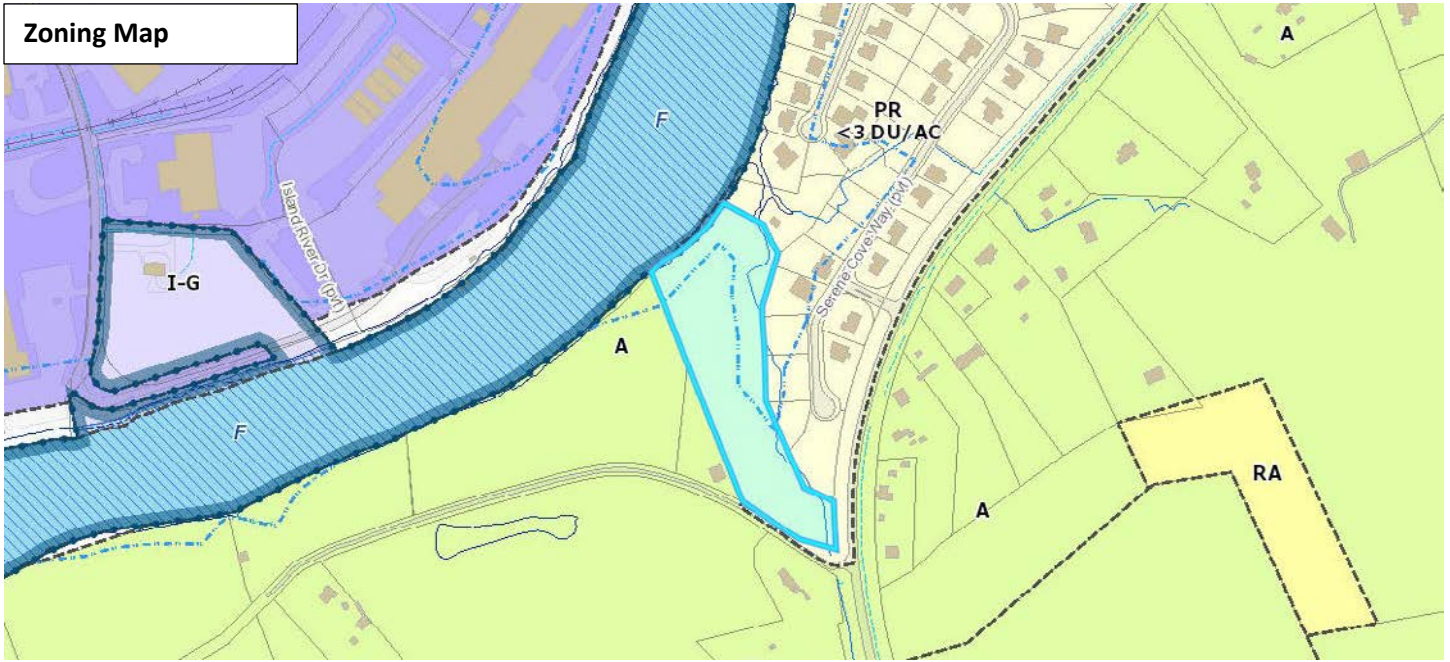 Zoning Map
A
F
PR
<3 DU/AC
Island River Dr (pvt)
I-G
Serene Cove Way (pvt)
A
F
RA
A